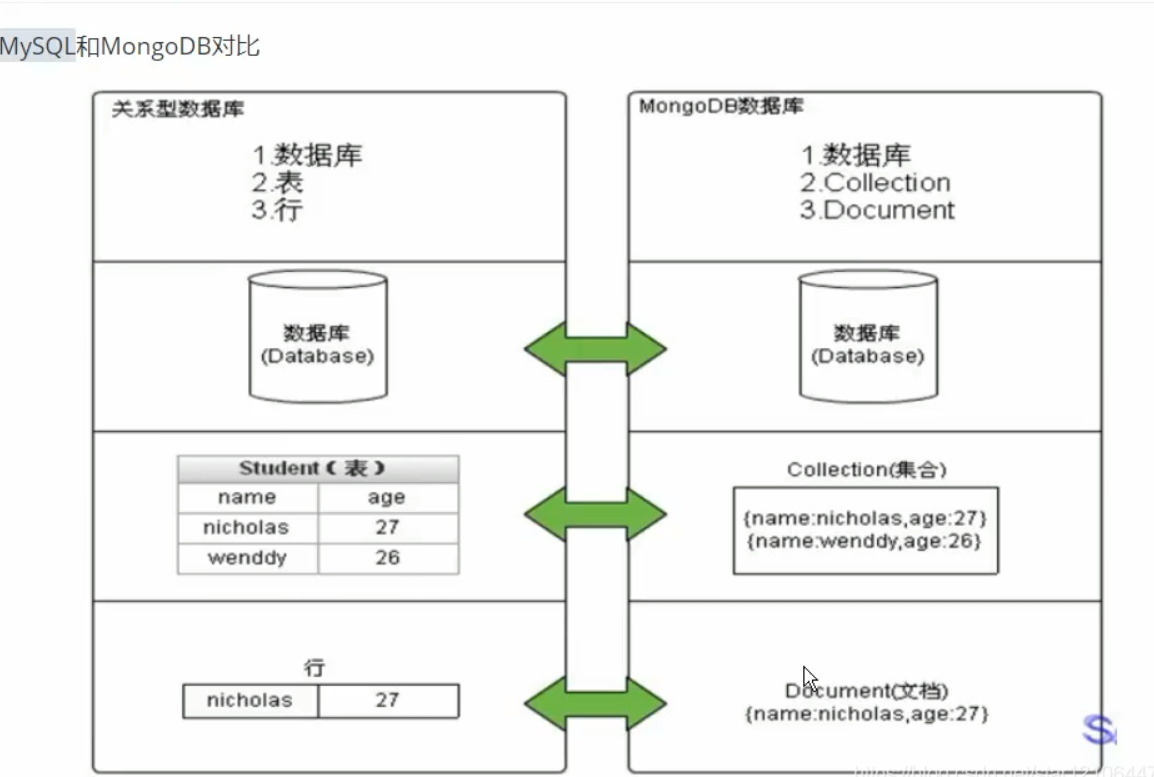 MySQL和MongoDB对比
关系型数据库
1.数据库
2.表
3.行
MongoDB数据库
1.数据库
2.Collection
3.Document
数据库
(Database)
数据库
(Database)
Student（表）
name age
nicholas 27
wenddy 26
Collection(集合)
{name:nicholas,age:27}
{name:wenddy,age:26}
行
nicholas 27
Document(文档)
{name:nicholas,age:27}